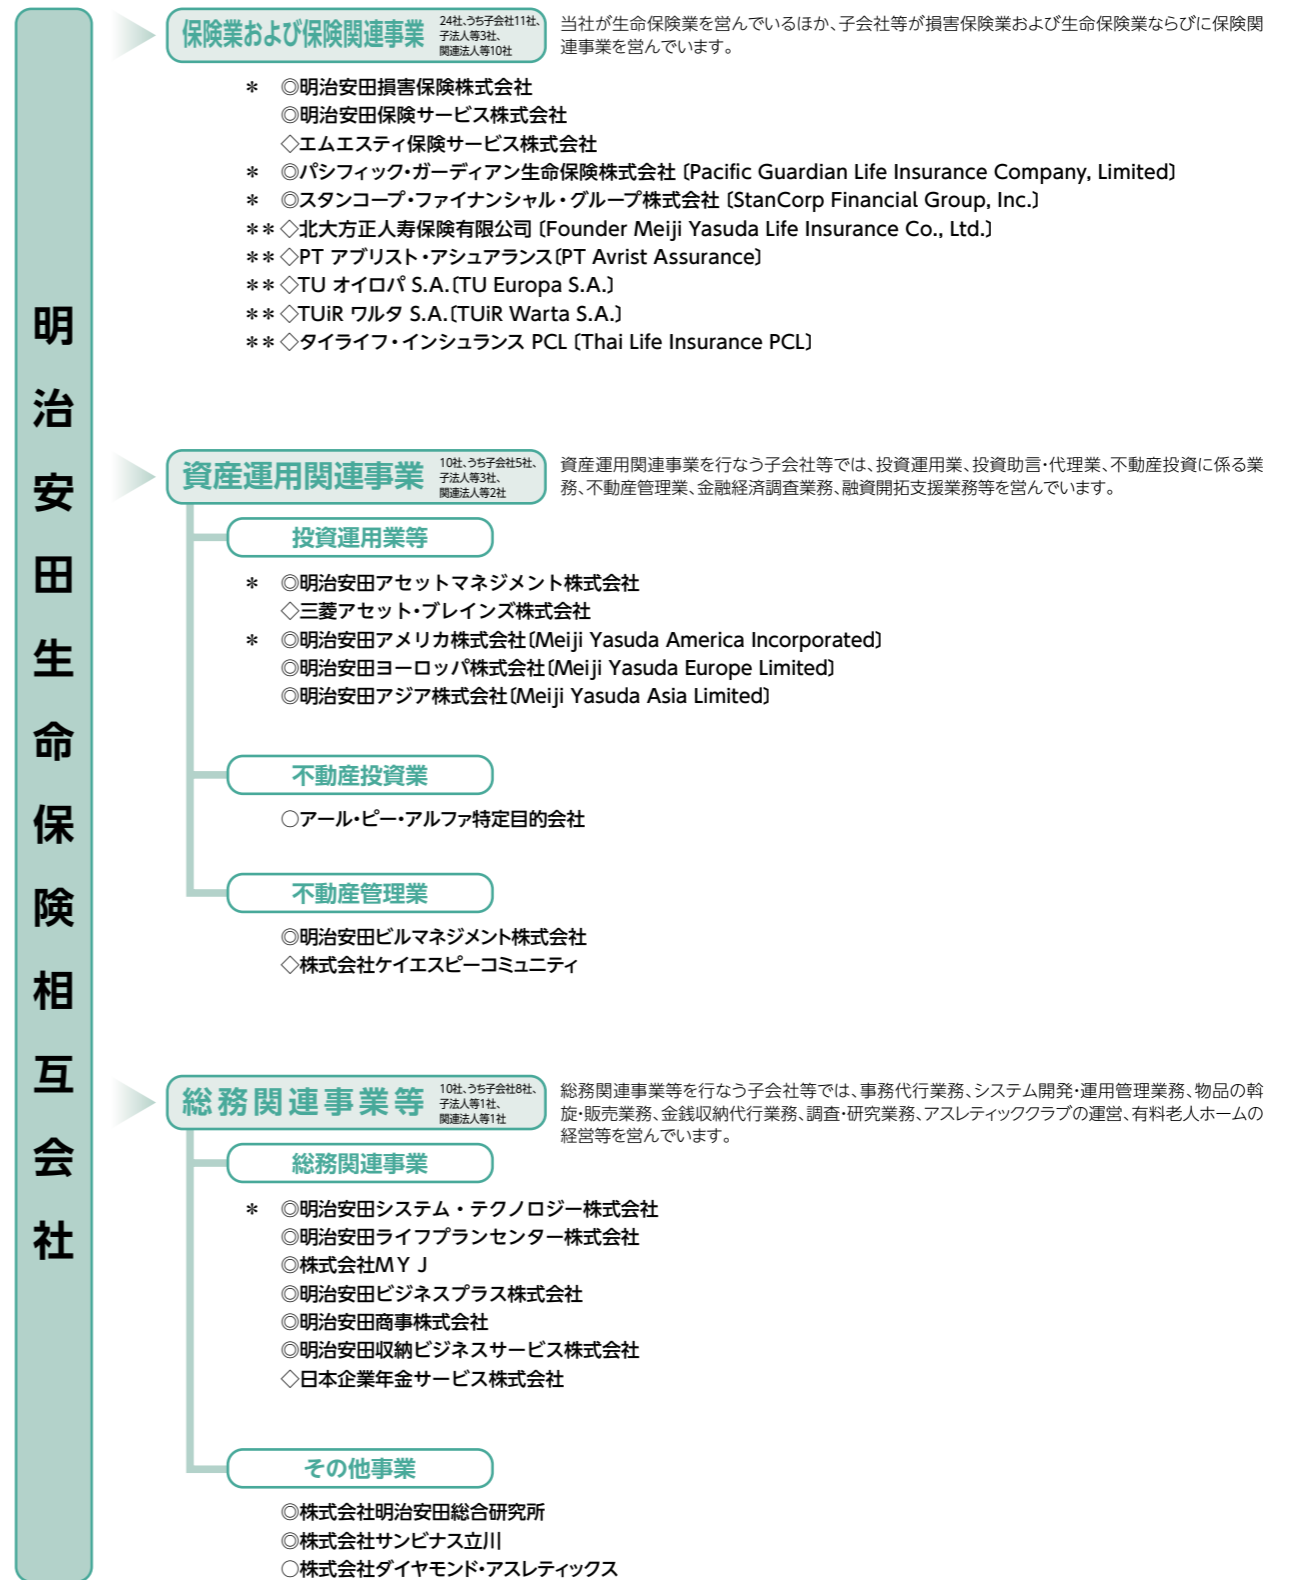 明治安田生命保険相互会社
保険業および保険関連事業
24社、うち子会社11社、
子法人等3社、
関連法人等10社
当社が生命保険業を営んでいるほか、子会社等が損害保険業および生命保険業ならびに保険関
連事業を営んでいます。
＊ ◎明治安田損害保険株式会社
◎明治安田保険サービス株式会社
◇エムエスティ保険サービス株式会社
＊ ◎パシフィック・ガーディアン生命保険株式会社〔Pacific Guardian Life Insurance Company, Limited〕
＊ ◎スタンコープ・ファイナンシャル・グループ株式会社〔StanCorp Financial Group, Inc.〕
＊＊◇北大方正人寿保険有限公司〔Founder Meiji Yasuda Life Insurance Co., Ltd.〕
＊＊◇PT アブリスト・アシュアランス〔PT Avrist Assurance〕
＊＊◇TU オイロパ S.A.〔TU Europa S.A.〕
＊＊◇TUiR ワルタ S.A.〔TUiR Warta S.A.〕
＊＊◇タイライフ・インシュランス PCL〔Thai Life Insurance PCL〕
資産運用関連事業
10社、うち子会社5社、
子法人等3社、
関連法人等2社
資産運用関連事業を行なう子会社等では、投資運用業、投資助言・代理業、不動産投資に係る業
務、不動産管理業、金融経済調査業務、融資開拓支援業務等を営んでいます。
投資運用業等
＊ ◎明治安田アセットマネジメント株式会社
◇三菱アセット・ブレインズ株式会社
＊ ◎明治安田アメリカ株式会社〔Meiji Yasuda America Incorporated〕
◎明治安田ヨーロッパ株式会社〔Meiji Yasuda Europe Limited〕
◎明治安田アジア株式会社〔Meiji Yasuda Asia Limited〕
不動産投資業
○アール・ピー・アルファ特定目的会社
不動産管理業
◎明治安田ビルマネジメント株式会社
◇株式会社ケイエスピーコミュニティ
総務関連事業等
10社、うち子会社8社、
子法人等1社、
関連法人等1社
総務関連事業等を行なう子会社等では、事務代行業務、システム開発・運用管理業務、物品の斡
旋・販売業務、金銭収納代行業務、調査・研究業務、アスレティッククラブの運営、有料老人ホームの
経営等を営んでいます。
総務関連事業
＊ ◎明治安田システム・テクノロジー株式会社
◎明治安田ライフプランセンター株式会社
◎株式会社ＭＹＪ
◎明治安田ビジネスプラス株式会社
◎明治安田商事株式会社
◎明治安田収納ビジネスサービス株式会社
◇日本企業年金サービス株式会社
その他事業
◎株式会社明治安田総合研究所
◎株式会社サンビナス立川
○株式会社ダイヤモンド・アスレティックス